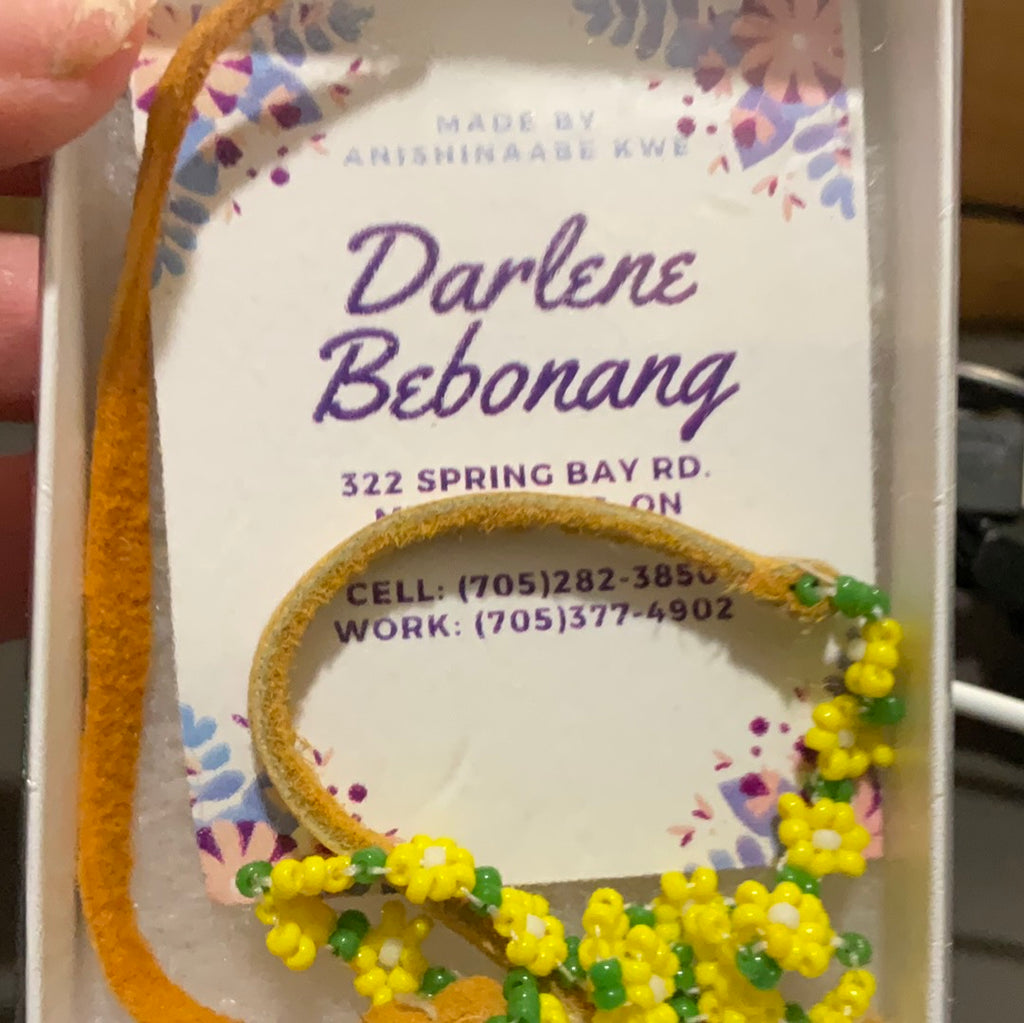 MADE BY
ANISHINAABE KWE
Darlene
Bebonang
322 SPRING BAY RD.
ON
CELL: (705)282-3850
WORK: (705)377-4902